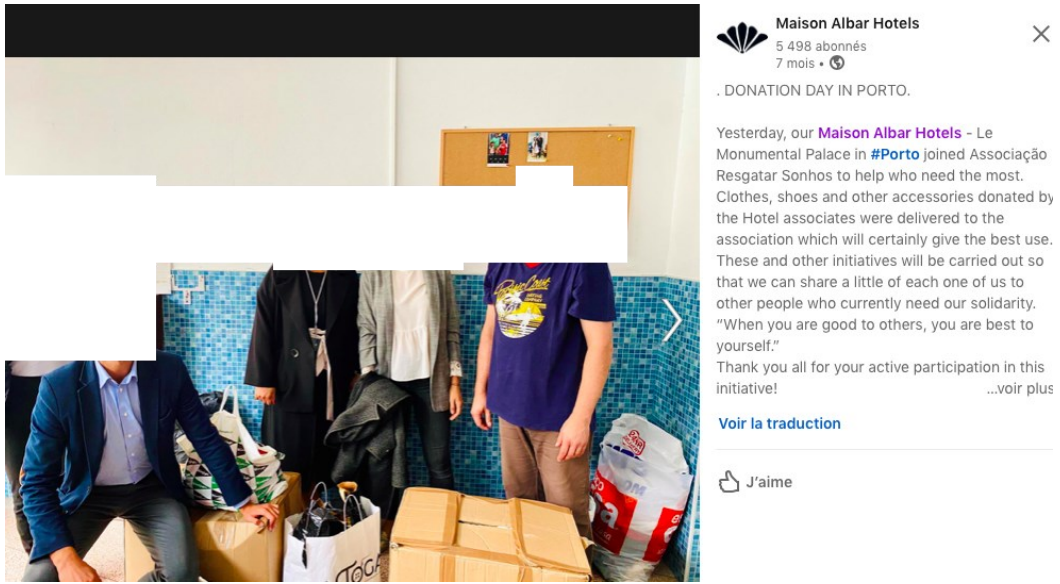 Maison Albar Hotels
5 498 abonnés
7 mois •
. DONATION DAY IN PORTO.
Yesterday, our Maison Albar Hotels - Le
Monumental Palace in #Porto joined Associação
Resgatar Sonhos to help who need the most.
Clothes, shoes and other accessories donated by
the Hotel associates were delivered to the
association which will certainly give the best use.
These and other initiatives will be carried out so
that we can share a little of each one of us to
other people who currently need our solidarity.
“When you are good to others, you are best to
yourself.”
Thank you all for your active participation in this
initiative! ...voir plus
Voir la traduction
J’aime